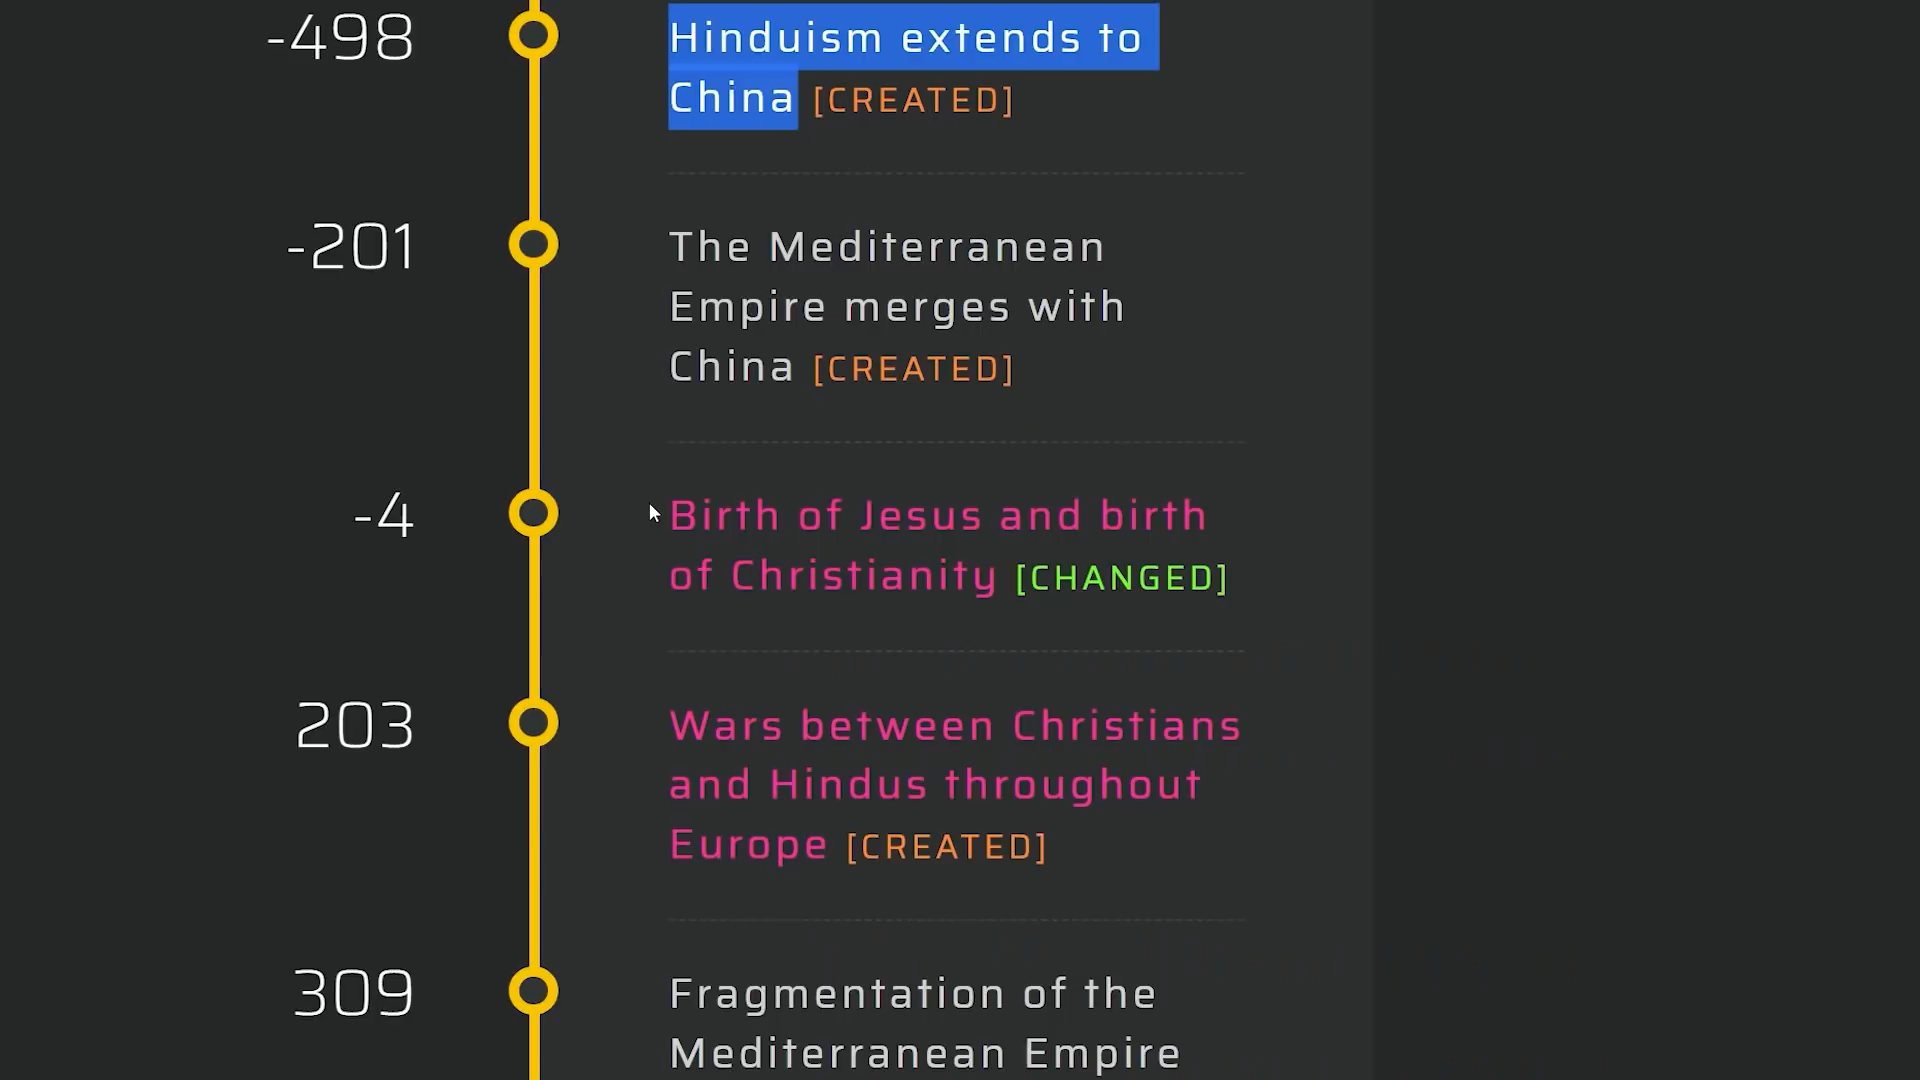 -498
Hinduism extends to
China [CREATED]
-201
The Mediterranean
Empire merges with
China [CREATED]
-4
Birth of Jesus and birth
of Christianity [CHANGED]
203
Wars between Christians
and Hindus throughout
Europe [CREATED]
309
Fragmentation of the
Mediterranean Empire